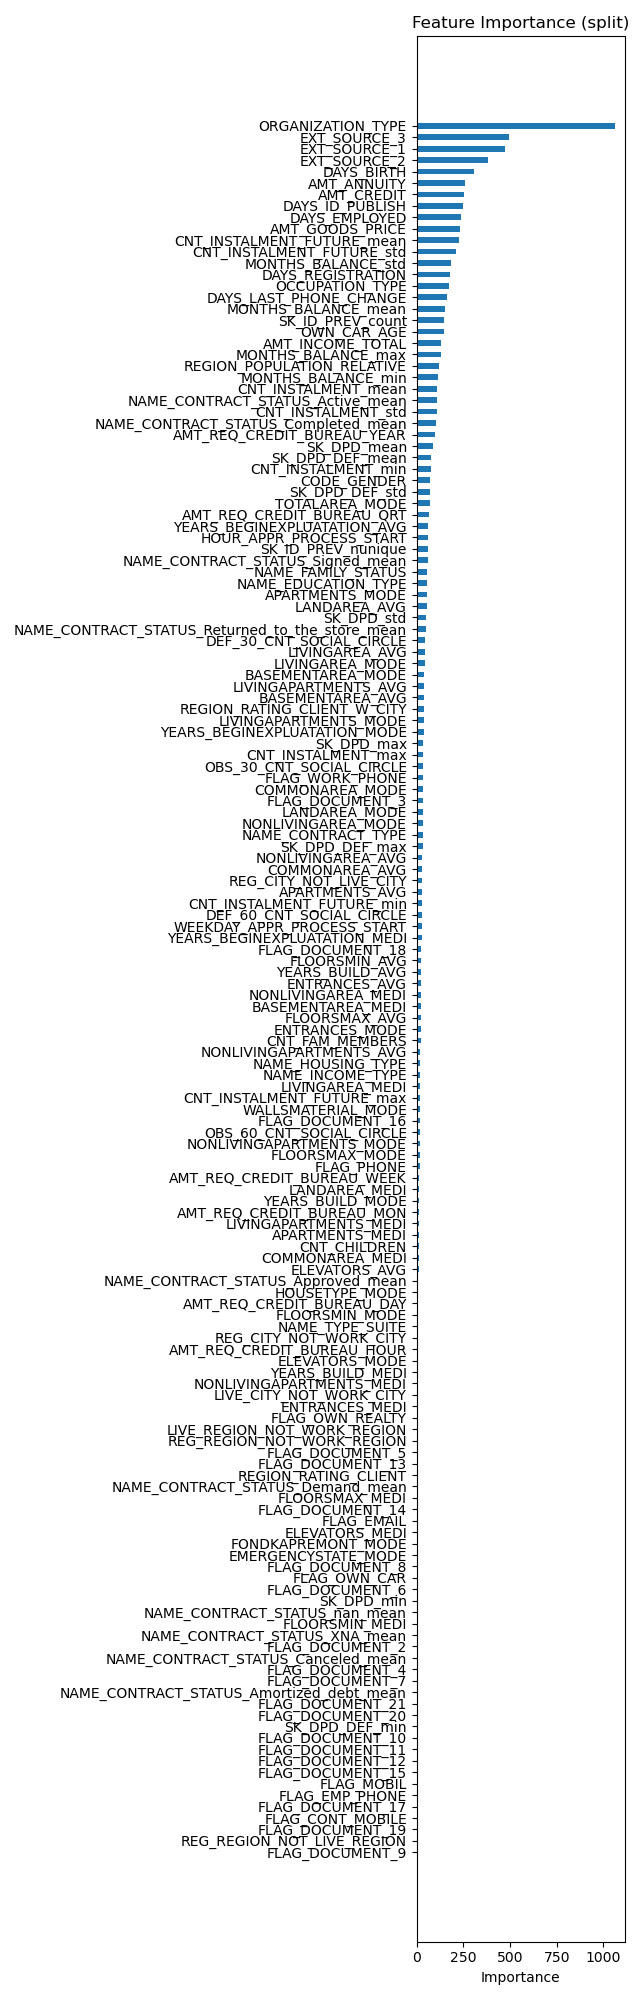 Feature Importance (split)
ORGANIZATION_TYPE
EXT_SOURCE_3
EXT_SOURCE_1
EXT_SOURCE_2
DAYS_BIRTH
AMT_ANNUITY
AMT_CREDIT
DAYS_ID_PUBLISH
DAYS_EMPLOYED
AMT_GOODS_PRICE
CNT_INSTALMENT_FUTURE_mean
CNT_INSTALMENT_FUTURE_std
MONTHS_BALANCE_std
DAYS_REGISTRATION
OCCUPATION_TYPE
DAYS_LAST_PHONE_CHANGE
MONTHS_BALANCE_mean
SK_ID_PREV_count
OWN_CAR_AGE
AMT_INCOME_TOTAL
MONTHS_BALANCE_max
REGION_POPULATION_RELATIVE
MONTHS_BALANCE_min
CNT_INSTALMENT_mean
NAME_CONTRACT_STATUS_Active_mean
CNT_INSTALMENT_std
NAME_CONTRACT_STATUS_Completed_mean
AMT_REQ_CREDIT_BUREAU_YEAR
SK_DPD_mean
SK_DPD_DEF_mean
CNT_INSTALMENT_min
CODE_GENDER
SK_DPD_DEF_std
TOTALAREA_MODE
AMT_REQ_CREDIT_BUREAU_QRT
YEARS_BEGINEXPLUATATION_AVG
HOUR_APPR_PROCESS_START
SK_ID_PREV_nunique
NAME_CONTRACT_STATUS_Signed_mean
NAME_FAMILY_STATUS
NAME_EDUCATION_TYPE
APARTMENTS_MODE
LANDAREA_AVG
SK_DPD_std
NAME_CONTRACT_STATUS_Returned_to_the_store_mean
DEF_30_CNT_SOCIAL_CIRCLE
LIVINGAREA_AVG
LIVINGAREA_MODE
BASEMENTAREA_MODE
LIVINGAPARTMENTS_AVG
BASEMENTAREA_AVG
REGION_RATING_CLIENT_W_CITY
LIVINGAPARTMENTS_MODE
YEARS_BEGINEXPLUATATION_MODE
SK_DPD_max
CNT_INSTALMENT_max
OBS_30_CNT_SOCIAL_CIRCLE
FLAG_WORK_PHONE
COMMONAREA_MODE
FLAG_DOCUMENT_3
LANDAREA_MODE
NONLIVINGAREA_MODE
NAME_CONTRACT_TYPE
SK_DPD_DEF_max
NONLIVINGAREA_AVG
COMMONAREA_AVG
REG_CITY_NOT_LIVE_CITY
APARTMENTS_AVG
CNT_INSTALMENT_FUTURE_min
DEF_60_CNT_SOCIAL_CIRCLE
WEEKDAY_APPR_PROCESS_START
YEARS_BEGINEXPLUATATION_MEDI
FLAG_DOCUMENT_18
FLOORSMIN_AVG
YEARS_BUILD_AVG
ENTRANCES_AVG
NONLIVINGAREA_MEDI
BASEMENTAREA_MEDI
FLOORSMAX_AVG
ENTRANCES_MODE
CNT_FAM_MEMBERS
NONLIVINGAPARTMENTS_AVG
NAME_HOUSING_TYPE
NAME_INCOME_TYPE
LIVINGAREA_MEDI
CNT_INSTALMENT_FUTURE_max
WALLSMATERIAL_MODE
FLAG_DOCUMENT_16
OBS_60_CNT_SOCIAL_CIRCLE
NONLIVINGAPARTMENTS_MODE
FLOORSMAX_MODE
FLAG_PHONE
AMT_REQ_CREDIT_BUREAU_WEEK
LANDAREA_MEDI
YEARS_BUILD_MODE
AMT_REQ_CREDIT_BUREAU_MON
LIVINGAPARTMENTS_MEDI
APARTMENTS_MEDI
CNT_CHILDREN
COMMONAREA_MEDI
ELEVATORS_AVG
NAME_CONTRACT_STATUS_Approved_mean
HOUSETYPE_MODE
AMT_REQ_CREDIT_BUREAU_DAY
FLOORSMIN_MODE
NAME_TYPE_SUITE
REG_CITY_NOT_WORK_CITY
AMT_REQ_CREDIT_BUREAU_HOUR
ELEVATORS_MODE
YEARS_BUILD_MEDI
NONLIVINGAPARTMENTS_MEDI
LIVE_CITY_NOT_WORK_CITY
ENTRANCES_MEDI
FLAG_OWN_REALTY
LIVE_REGION_NOT_WORK_REGION
REG_REGION_NOT_WORK_REGION
FLAG_DOCUMENT_5
FLAG_DOCUMENT_13
REGION_RATING_CLIENT
NAME_CONTRACT_STATUS_Demand_mean
FLOORSMAX_MEDI
FLAG_DOCUMENT_14
FLAG_EMAIL
ELEVATORS_MEDI
FONDKAPREMONT_MODE
EMERGENCYSTATE_MODE
FLAG_DOCUMENT_8
FLAG_OWN_CAR
FLAG_DOCUMENT_6
SK_DPD_min
NAME_CONTRACT_STATUS_nan_mean
FLOORSMIN_MEDI
NAME_CONTRACT_STATUS_XNA_mean
FLAG_DOCUMENT_2
NAME_CONTRACT_STATUS_Canceled_mean
FLAG_DOCUMENT_4
FLAG_DOCUMENT_7
NAME_CONTRACT_STATUS_Amortized_debt_mean
FLAG_DOCUMENT_21
FLAG_DOCUMENT_20
SK_DPD_DEF_min
FLAG_DOCUMENT_10
FLAG_DOCUMENT_11
FLAG_DOCUMENT_12
FLAG_DOCUMENT_15
FLAG_MOBIL
FLAG_EMP_PHONE
FLAG_DOCUMENT_17
FLAG_CONT_MOBILE
FLAG_DOCUMENT_19
REG_REGION_NOT_LIVE_REGION
FLAG_DOCUMENT_9
0 250 500 750 1000
Importance